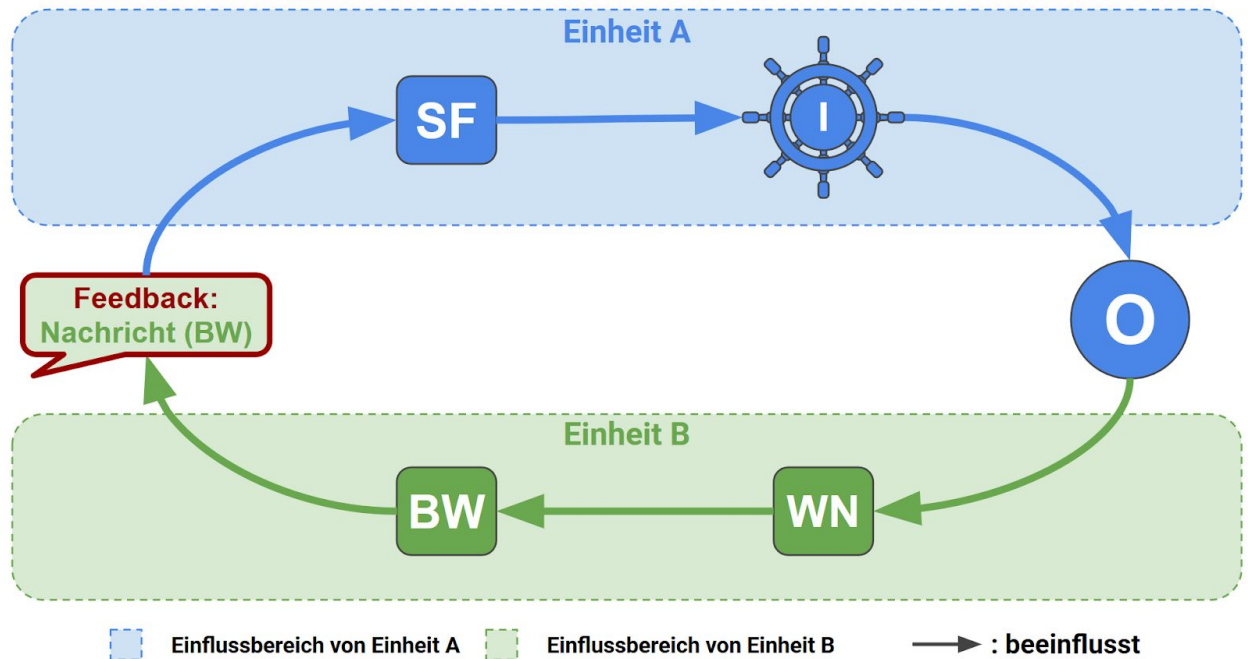 Einheit A
SF
I
Feedback:
Nachricht (BW)
O
Einheit B
BW
WN
Einflussbereich von Einheit A
Einflussbereich von Einheit B
: beeinflusst